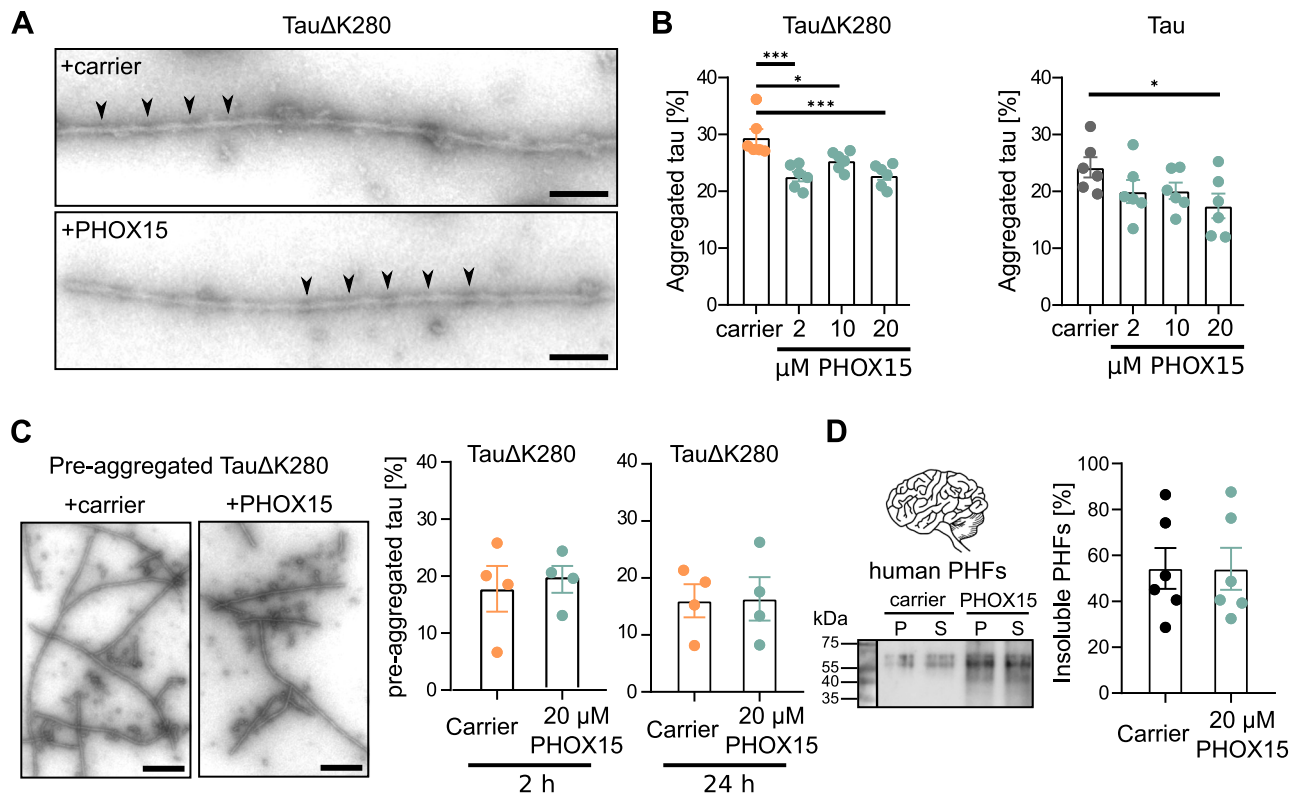 A
TauΔK280
+carrier
+PHOX15
B
TauΔK280
Aggregated tau [%]
40
30
20
10
0
***
*
***
carrier 2 10 20
µM PHOX15
Tau
Aggregated tau [%]
40
30
20
10
0
*
carrier 2 10 20
µM PHOX15
C
Pre-aggregated TauΔK280
+carrier +PHOX15
TauΔK280
pre-aggregated tau [%]
40
30
20
10
0
Carrier 20 µM
PHOX15
2 h
TauΔK280
40
30
20
10
0
Carrier 20 µM
PHOX15
24 h
D
human PHFs
carrier PHOX15
kDa P S P S
75
55
40
35
Insoluble PHFs [%]
100
80
60
40
20
0
Carrier 20 µM
PHOX15